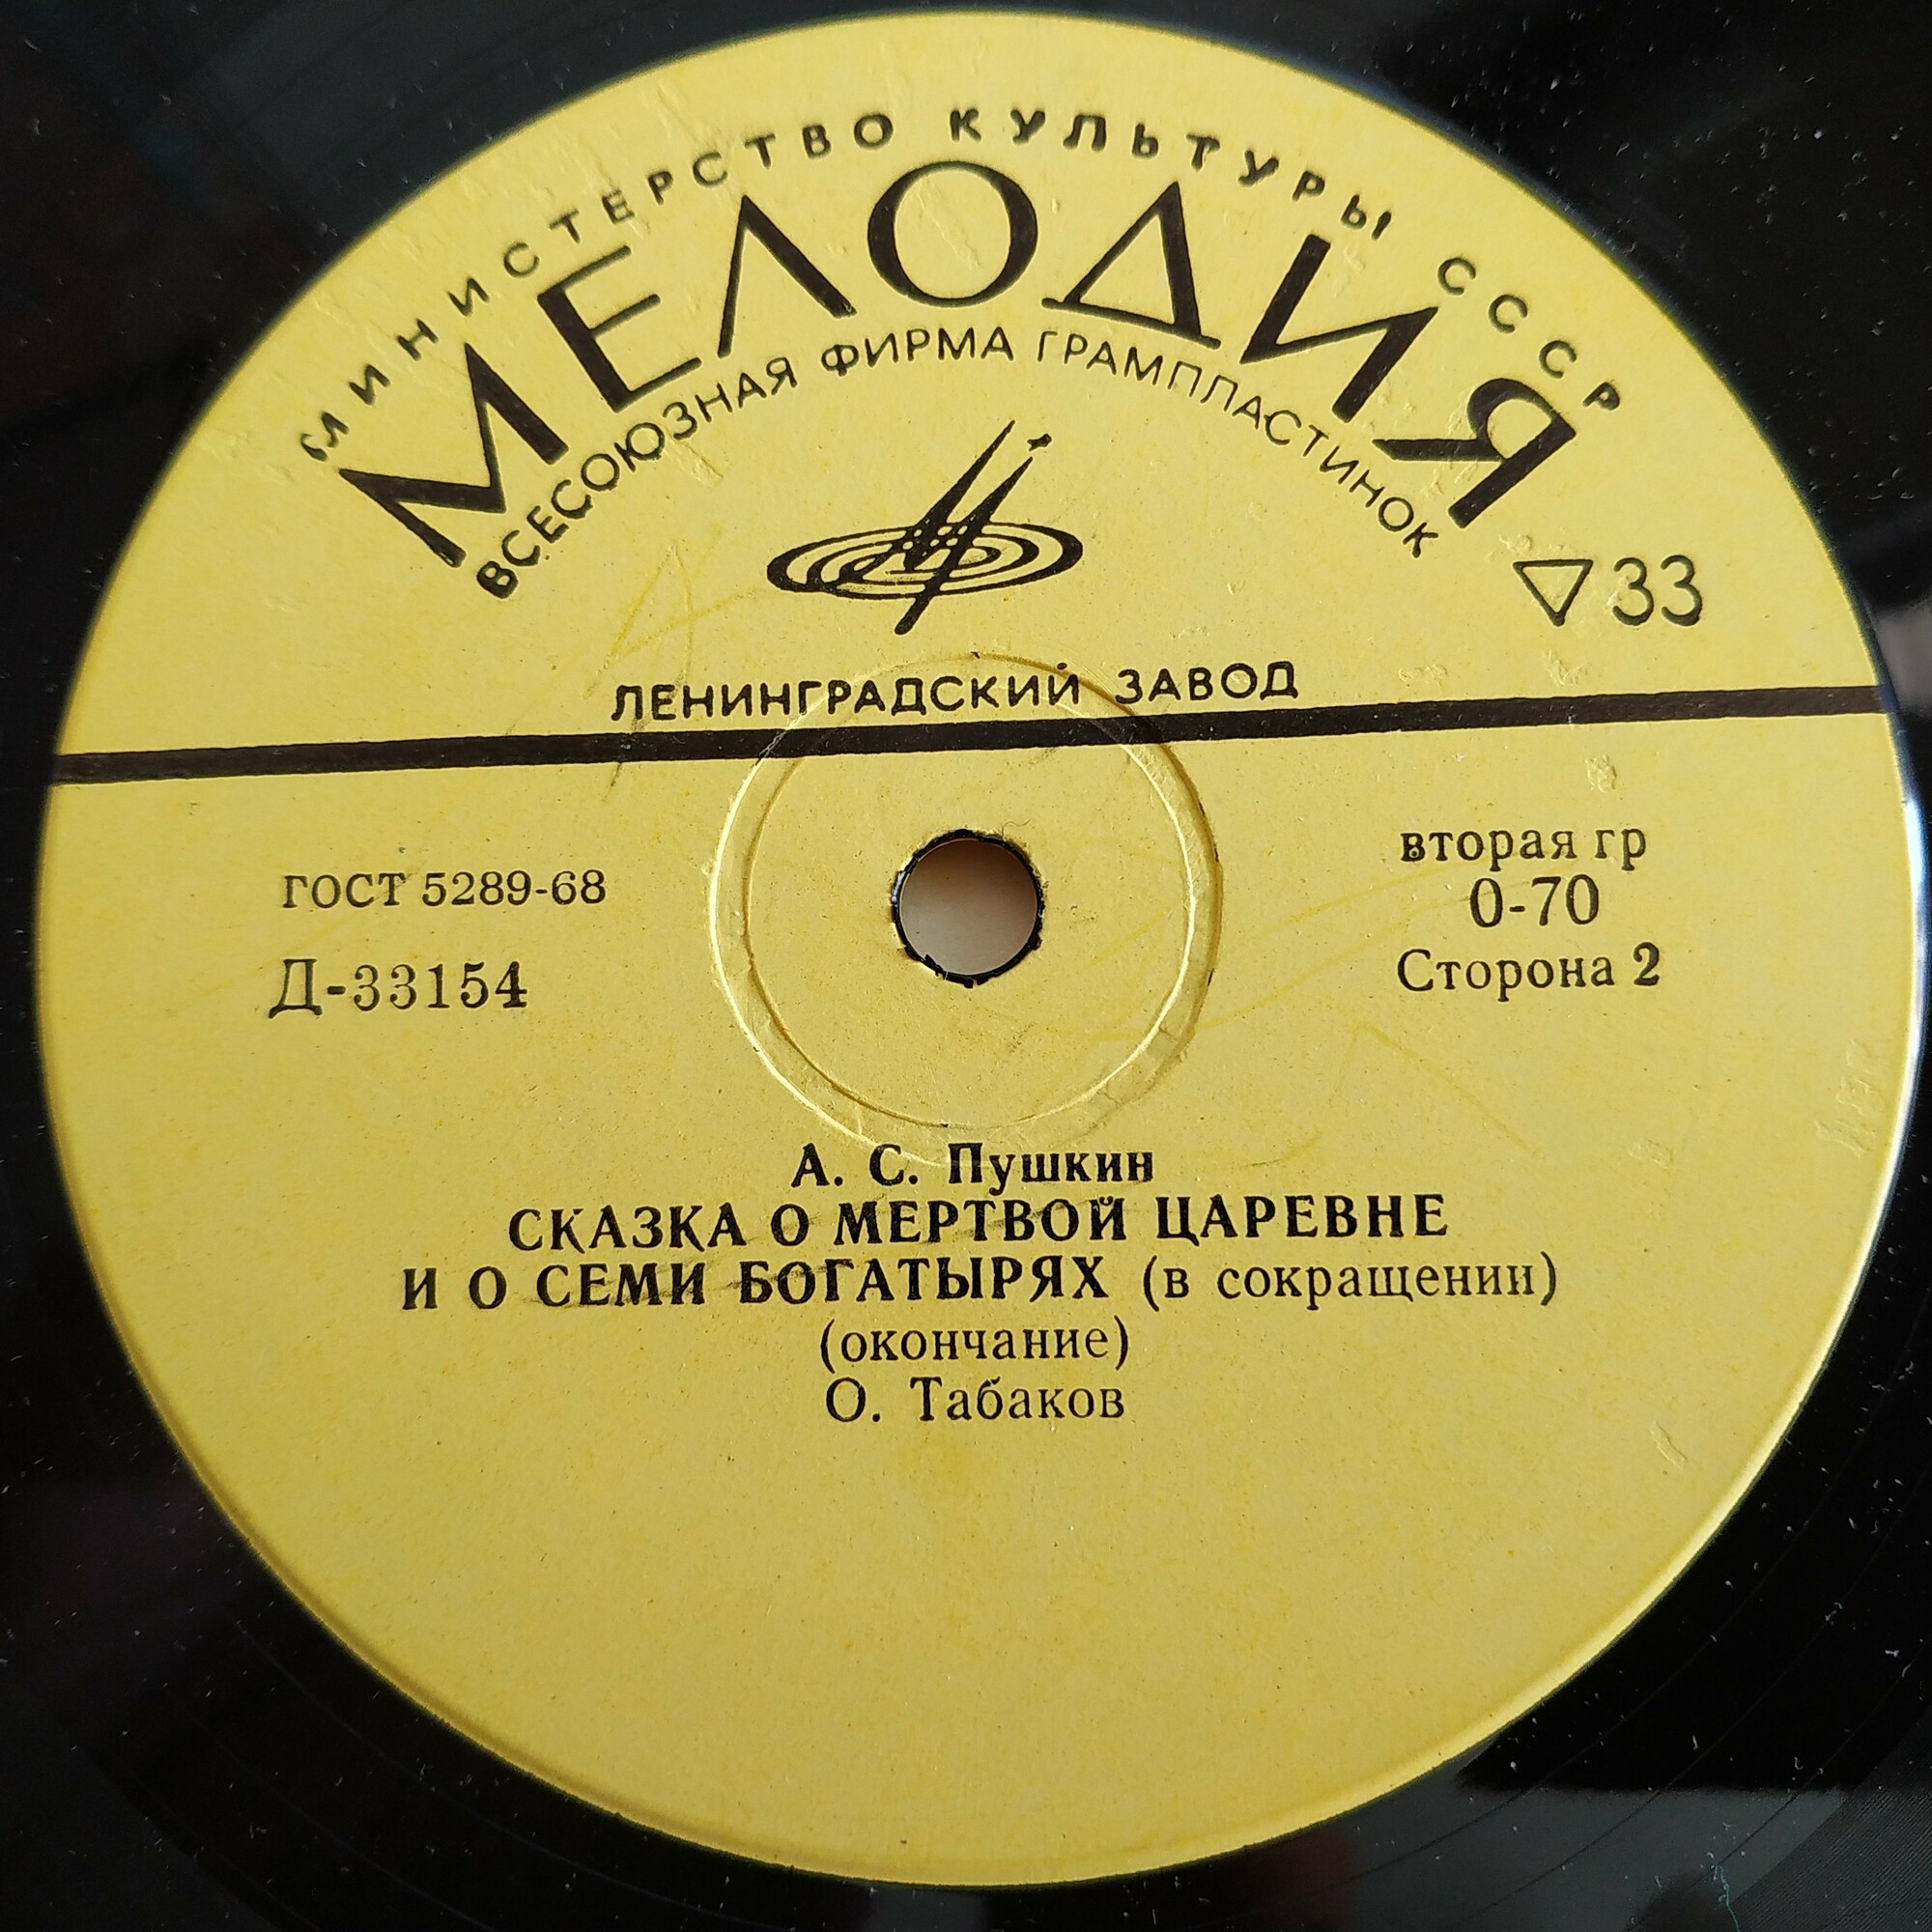 МИНИСТЕРСТВО КУЛЬТУРЫ СССР
МЕЛОДИЯ
ВСЕСОЮЗНАЯ ФИРМА ГРАМПЛАСТИНОК
33
ЛЕНИНГРАДСКИЙ ЗАВОД
ГОСТ 5289-68
Д-33154
вторая гр
0-70
Сторона 2
А. С. Пушкин
СКАЗКА О МЕРТВОЙ ЦАРЕВНЕ
И О СЕМИ БОГАТЫРЯХ (в сокращении)
(окончание)
О. Табаков